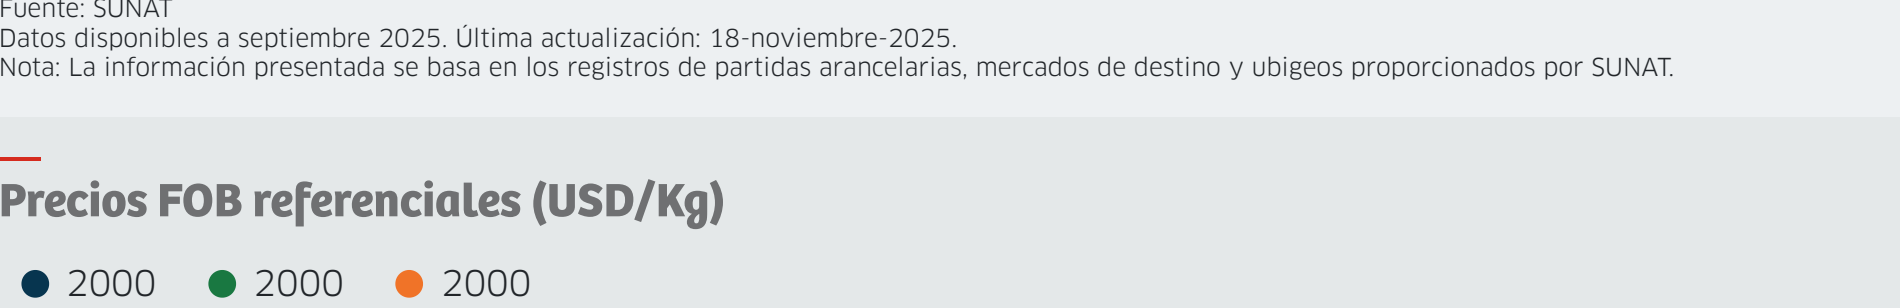 Fuente: SUNAT
Datos disponibles a septiembre 2025. Última actualización: 18-noviembre-2025.
Nota: La información presentada se basa en los registros de partidas arancelarias, mercados de destino y ubigeos proporcionados por SUNAT.
Precios FOB referenciales (USD/Kg)
2000 2000 2000